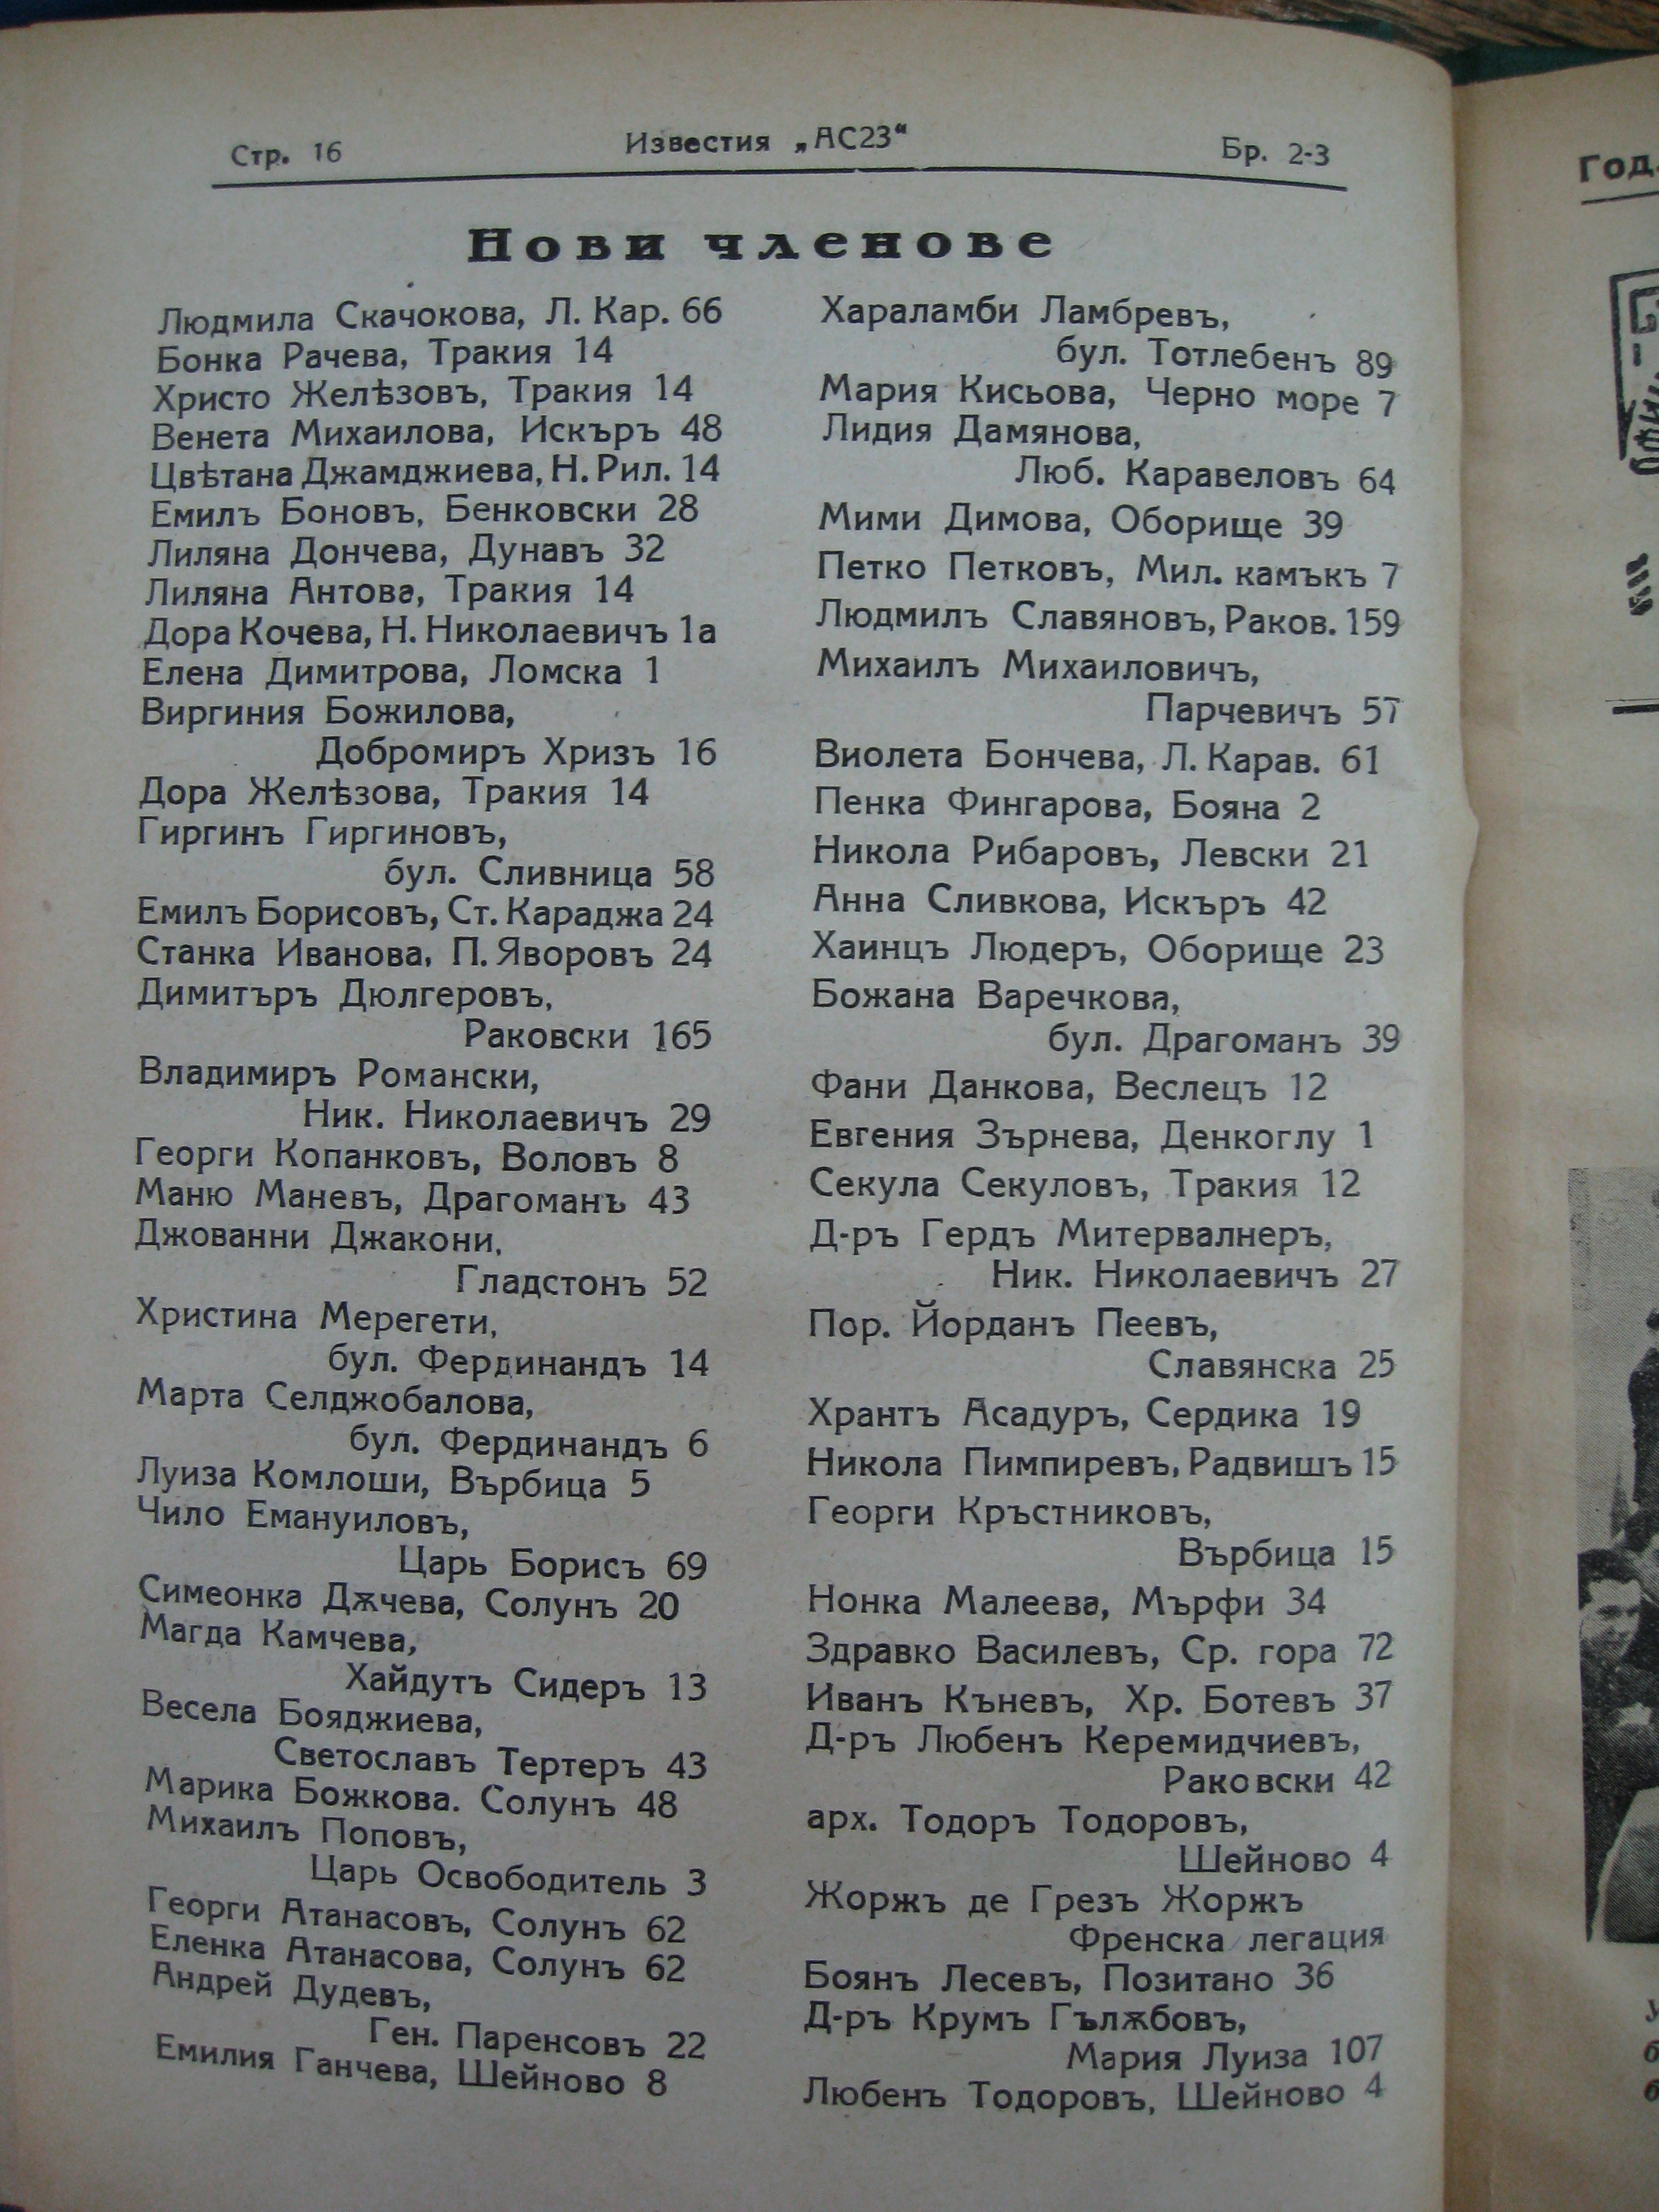 Стр. 16 Известия „АС23“ Бр. 2-3
Нови членове
Людмила Скачокова, Л. Кар. 66
Бонка Рачева, Тракия 14
Христо Желѣзовъ, Тракия 14
Венета Михаилова, Искъръ 48
Цвѣтана Джамджиева, Н. Рил. 14
Емилъ Боновъ, Бенковски 28
Лиляна Дончева, Дунавъ 32
Лиляна Антова, Тракия 14
Дора Кочева, Н. Николаевичъ 1а
Елена Димитрова, Ломска 1
Виргиния Божилова,
Добромиръ Хризъ 16
Дора Желѣзова, Тракия 14
Гиргинъ Гиргиновъ,
бул. Сливница 58
Емилъ Борисовъ, Ст. Караджа 24
Станка Иванова, П. Яворовъ 24
Димитъръ Дюлгеровъ,
Раковски 165
Владимиръ Романски,
Ник. Николаевичъ 29
Георги Копанковъ, Воловъ 8
Маню Маневъ, Драгоманъ 43
Джованни Джакони,
Гладстонъ 52
Христина Мерегети,
бул. Фердинандъ 14
Марта Селджобалова,
бул. Фердинандъ 6
Луиза Комлоши, Върбица 5
Чило Емануиловъ,
Царь Борисъ 69
Симеонка Дѫчева, Солунъ 20
Магда Камчева,
Хайдутъ Сидеръ 13
Весела Бояджиева,
Светославъ Тертеръ 43
Марика Божкова. Солунъ 48
Михаилъ Поповъ,
Царь Освободитель 3
Георги Атанасовъ, Солунъ 62
Еленка Атанасова, Солунъ 62
Андрей Дудевъ,
Ген. Паренсовъ 22
Емилия Ганчева, Шейново 8
Хараламби Ламбревъ,
бул. Тотлебенъ 89
Мария Кисьова, Черно море 7
Лидия Дамянова,
Люб. Каравеловъ 64
Мими Димова, Оборище 39
Петко Петковъ, Мил. камъкъ 7
Людмилъ Славяновъ, Раков. 159
Михаилъ Михаиловичъ,
Парчевичъ 57
Виолета Бончева, Л. Карав. 61
Пенка Фингарова, Бояна 2
Никола Рибаровъ, Левски 21
Анна Сливкова, Искъръ 42
Хаинцъ Людеръ, Оборище 23
Божана Варечкова,
бул. Драгоманъ 39
Фани Данкова, Веслецъ 12
Евгения Зърнева, Денкоглу 1
Секула Секуловъ, Тракия 12
Д-ръ Гердъ Митервалнеръ,
Ник. Николаевичъ 27
Пор. Йорданъ Пеевъ,
Славянска 25
Хрантъ Асадуръ, Сердика 19
Никола Пимпиревъ, Радвишъ 15
Георги Кръстниковъ,
Върбица 15
Нонка Малеева, Мърфи 34
Здравко Василевъ, Ср. гора 72
Иванъ Къневъ, Хр. Ботевъ 37
Д-ръ Любенъ Керемидчиевъ,
Раковски 42
арх. Тодоръ Тодоровъ,
Шейново 4
Жоржъ де Грезъ Жоржъ
Френска легация
Боянъ Лесевъ, Позитано 36
Д-ръ Крумъ Гълѫбовъ,
Мария Луиза 107
Любенъ Тодоровъ, Шейново 4
Год.